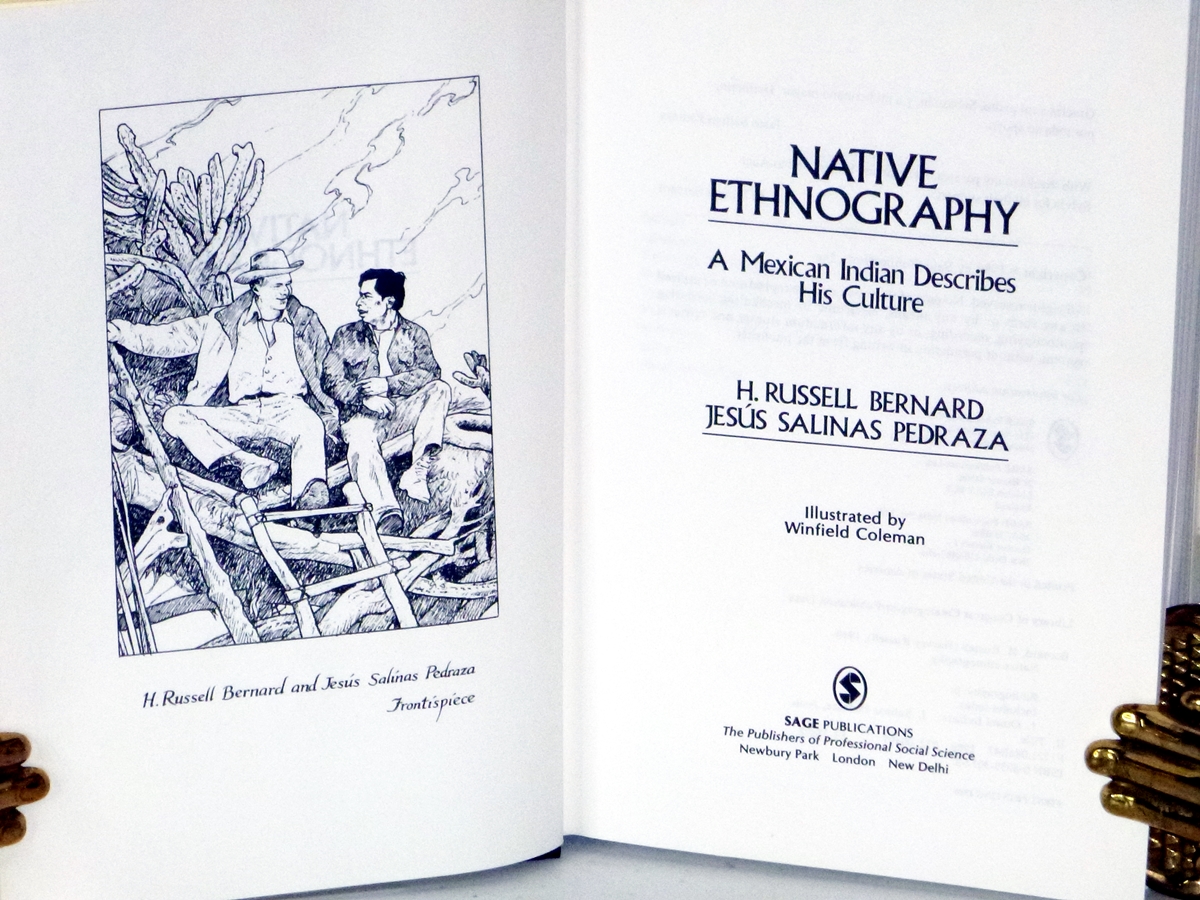 H. Russell Bernard and Jesús Salinas Pedraza
Frontispiece
NATIVE
ETHNOGRAPHY
A Mexican Indian Describes
His Culture
H. RUSSELL BERNARD
JESÚS SALINAS PEDRAZA
Illustrated by
Winfield Coleman
S
SAGE PUBLICATIONS
The Publishers of Professional Social Science
Newbury Park London New Delhi